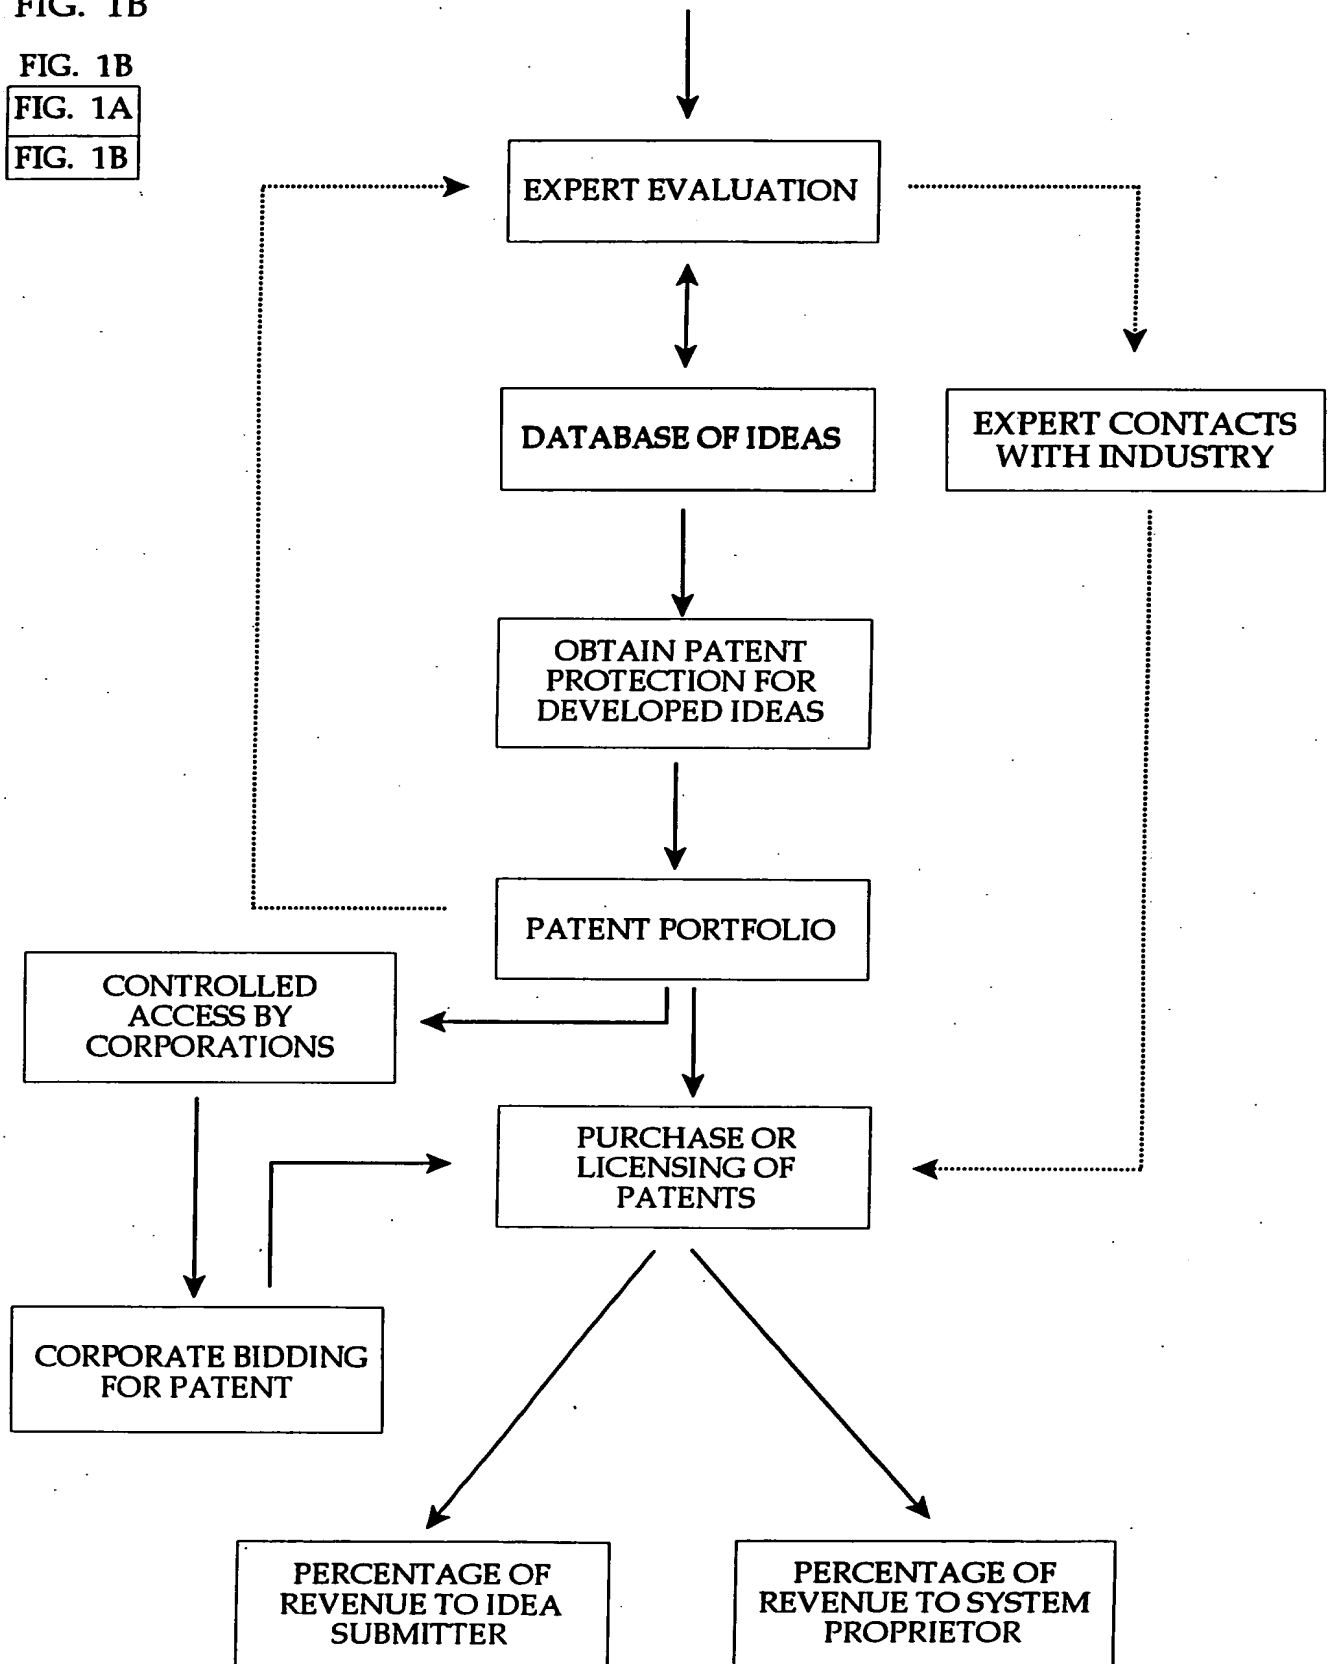 FIG. 1B
FIG. 1B
FIG. 1A
FIG. 1B
EXPERT EVALUATION
DATABASE OF IDEAS
EXPERT CONTACTS
WITH INDUSTRY
OBTAIN PATENT
PROTECTION FOR
DEVELOPED IDEAS
PATENT PORTFOLIO
CONTROLLED
ACCESS BY
CORPORATIONS
PURCHASE OR
LICENSING OF
PATENTS
CORPORATE BIDDING
FOR PATENT
PERCENTAGE OF
REVENUE TO IDEA
SUBMITTER
PERCENTAGE OF
REVENUE TO SYSTEM
PROPRIETOR